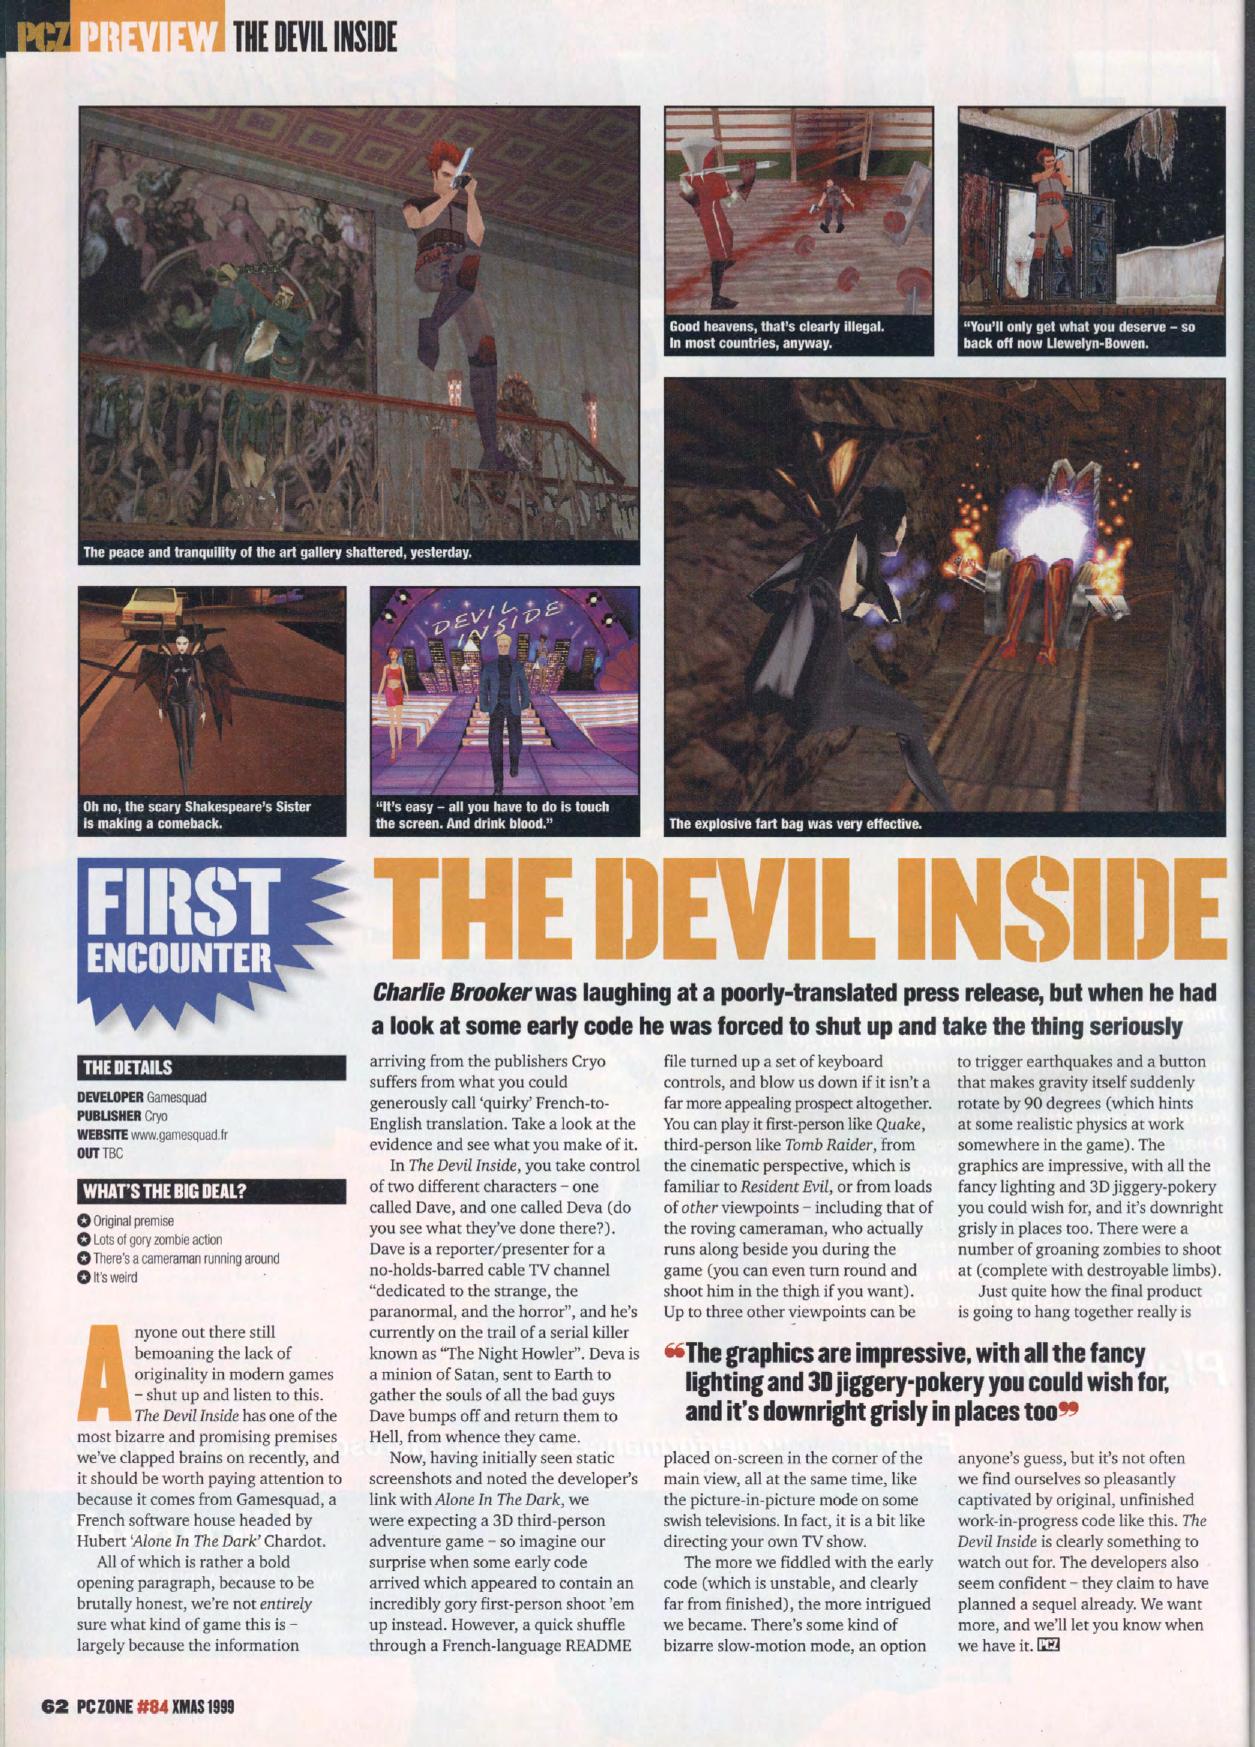 PCZ PREVIEW THE DEVIL INSIDE
The peace and tranquility of the art gallery shattered, yesterday.
Good heavens, that's clearly illegal.
In most countries, anyway.
"You'll only get what you deserve – so
back off now Llewelyn-Bowen.
Oh no, the scary Shakespeare's Sister
is making a comeback.
DEVIL
INSIDE
"It's easy – all you have to do is touch
the screen. And drink blood."
The explosive fart bag was very effective.
FIRST
ENCOUNTER
THE DEVIL INSIDE
Charlie Brooker was laughing at a poorly-translated press release, but when he had
a look at some early code he was forced to shut up and take the thing seriously
THE DETAILS
DEVELOPER Gamesquad
PUBLISHER Cryo
WEBSITE www.gamesquad.fr
OUT TBC
WHAT'S THE BIG DEAL?
Original premise
Lots of gory zombie action
There's a cameraman running around
It's weird
Anyone out there still
bemoaning the lack of
originality in modern games
– shut up and listen to this.
The Devil Inside has one of the
most bizarre and promising premises
we've clapped brains on recently, and
it should be worth paying attention to
because it comes from Gamesquad, a
French software house headed by
Hubert 'Alone In The Dark' Chardot.
All of which is rather a bold
opening paragraph, because to be
brutally honest, we're not entirely
sure what kind of game this is –
largely because the information
arriving from the publishers Cryo
suffers from what you could
generously call 'quirky' French-to-
English translation. Take a look at the
evidence and see what you make of it.
In The Devil Inside, you take control
of two different characters – one
called Dave, and one called Deva (do
you see what they've done there?).
Dave is a reporter/presenter for a
no-holds-barred cable TV channel
"dedicated to the strange, the
paranormal, and the horror", and he's
currently on the trail of a serial killer
known as "The Night Howler". Deva is
a minion of Satan, sent to Earth to
gather the souls of all the bad guys
Dave bumps off and return them to
Hell, from whence they came.
Now, having initially seen static
screenshots and noted the developer's
link with Alone In The Dark, we
were expecting a 3D third-person
adventure game – so imagine our
surprise when some early code
arrived which appeared to contain an
incredibly gory first-person shoot 'em
up instead. However, a quick shuffle
through a French-language README
file turned up a set of keyboard
controls, and blow us down if it isn't a
far more appealing prospect altogether.
You can play it first-person like Quake,
third-person like Tomb Raider, from
the cinematic perspective, which is
familiar to Resident Evil, or from loads
of other viewpoints – including that of
the roving cameraman, who actually
runs along beside you during the
game (you can even turn round and
shoot him in the thigh if you want).
Up to three other viewpoints can be
placed on-screen in the corner of the
main view, all at the same time, like
the picture-in-picture mode on some
swish televisions. In fact, it is a bit like
directing your own TV show.
The more we fiddled with the early
code (which is unstable, and clearly
far from finished), the more intrigued
we became. There's some kind of
bizarre slow-motion mode, an option
to trigger earthquakes and a button
that makes gravity itself suddenly
rotate by 90 degrees (which hints
at some realistic physics at work
somewhere in the game). The
graphics are impressive, with all the
fancy lighting and 3D jiggery-pokery
you could wish for, and it's downright
grisly in places too. There were a
number of groaning zombies to shoot
at (complete with destroyable limbs).
Just quite how the final product
is going to hang together really is
anyone's guess, but it's not often
we find ourselves so pleasantly
captivated by original, unfinished
work-in-progress code like this. The
Devil Inside is clearly something to
watch out for. The developers also
seem confident – they claim to have
planned a sequel already. We want
more, and we'll let you know when
we have it. PCZ
“The graphics are impressive, with all the fancy
lighting and 3D jiggery-pokery you could wish for,
and it's downright grisly in places too”
62 PC ZONE #84 XMAS 1999